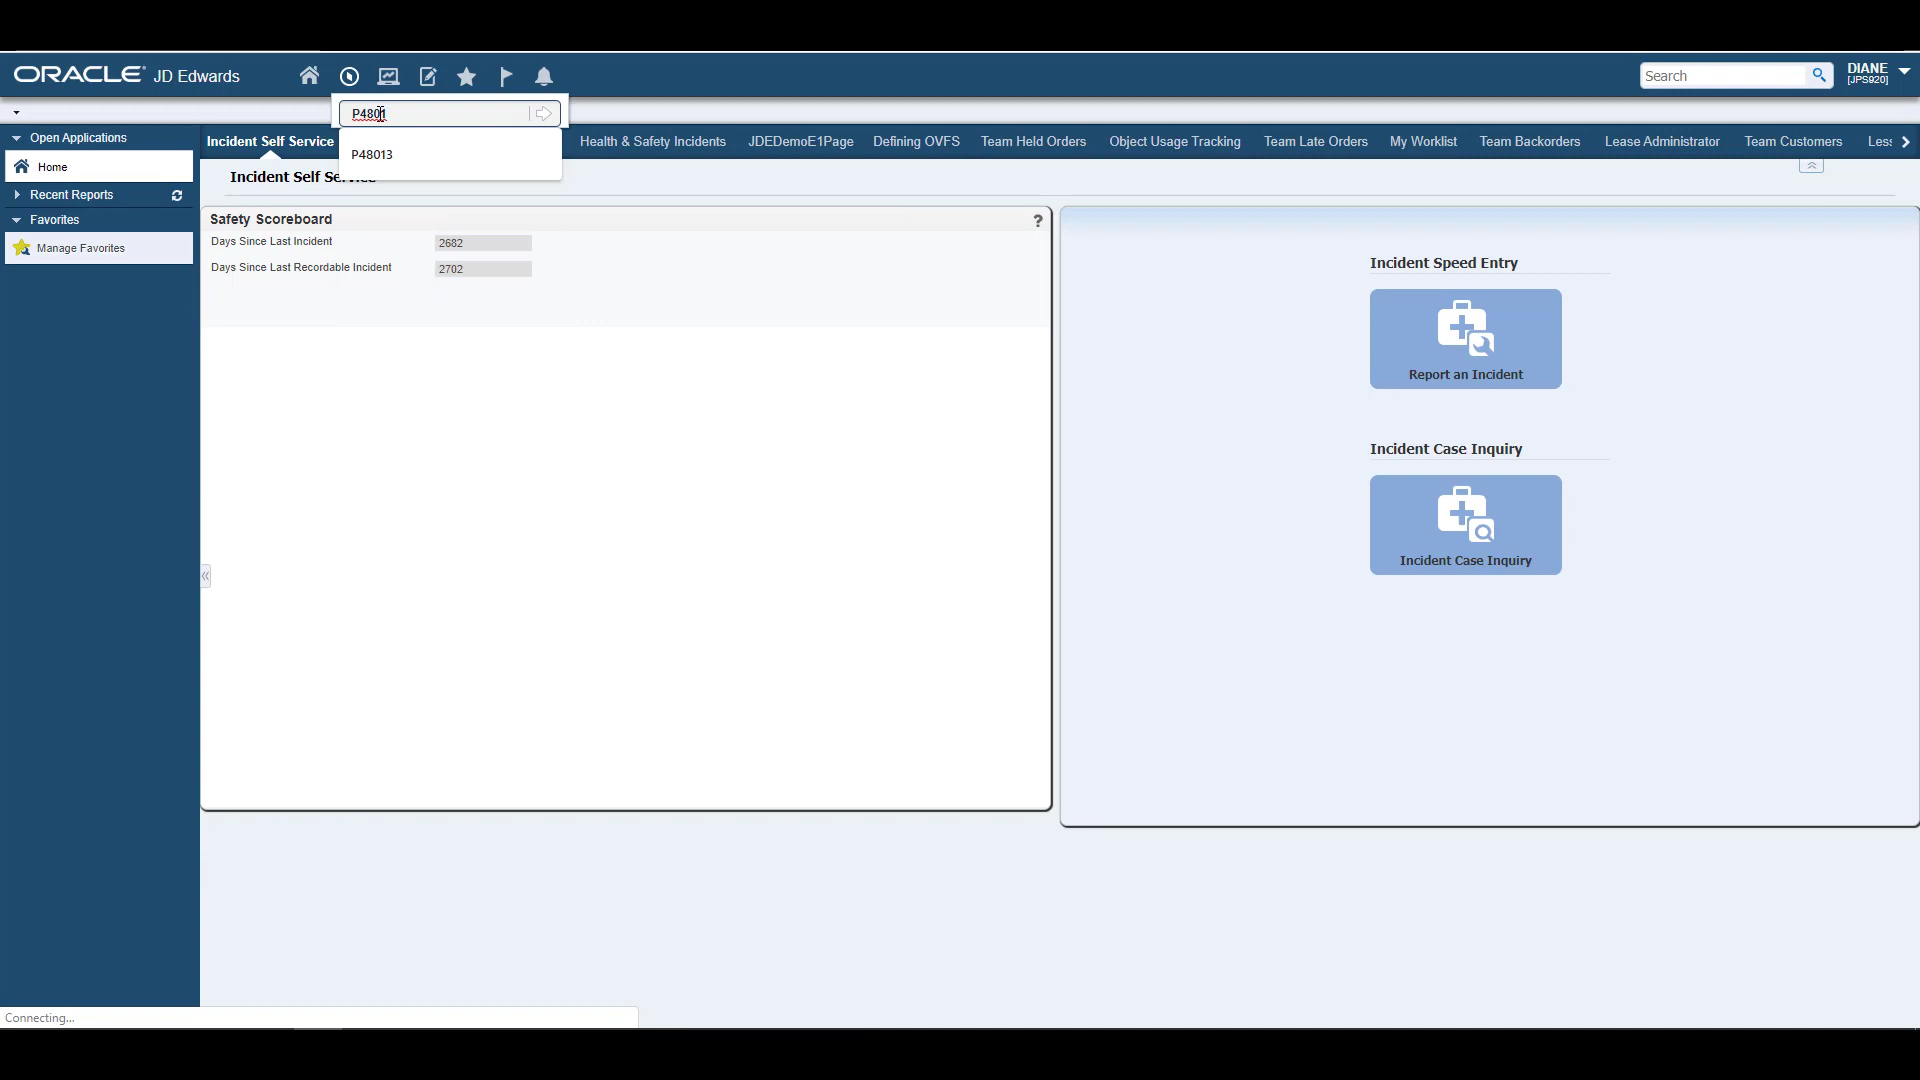 ORACLE JD Edwards
Search
DIANE
[JPS920]
P4801
P48013
Open Applications
Home
Recent Reports
Favorites
Manage Favorites
Incident Self Service
Health & Safety Incidents
JDEDemoE1Page
Defining OVFS
Team Held Orders
Object Usage Tracking
Team Late Orders
My Worklist
Team Backorders
Lease Administrator
Team Customers
Less
Incident Self Service
Safety Scoreboard
?
Days Since Last Incident 2682
Days Since Last Recordable Incident 2702
Incident Speed Entry
Report an Incident
Incident Case Inquiry
Incident Case Inquiry
Connecting...